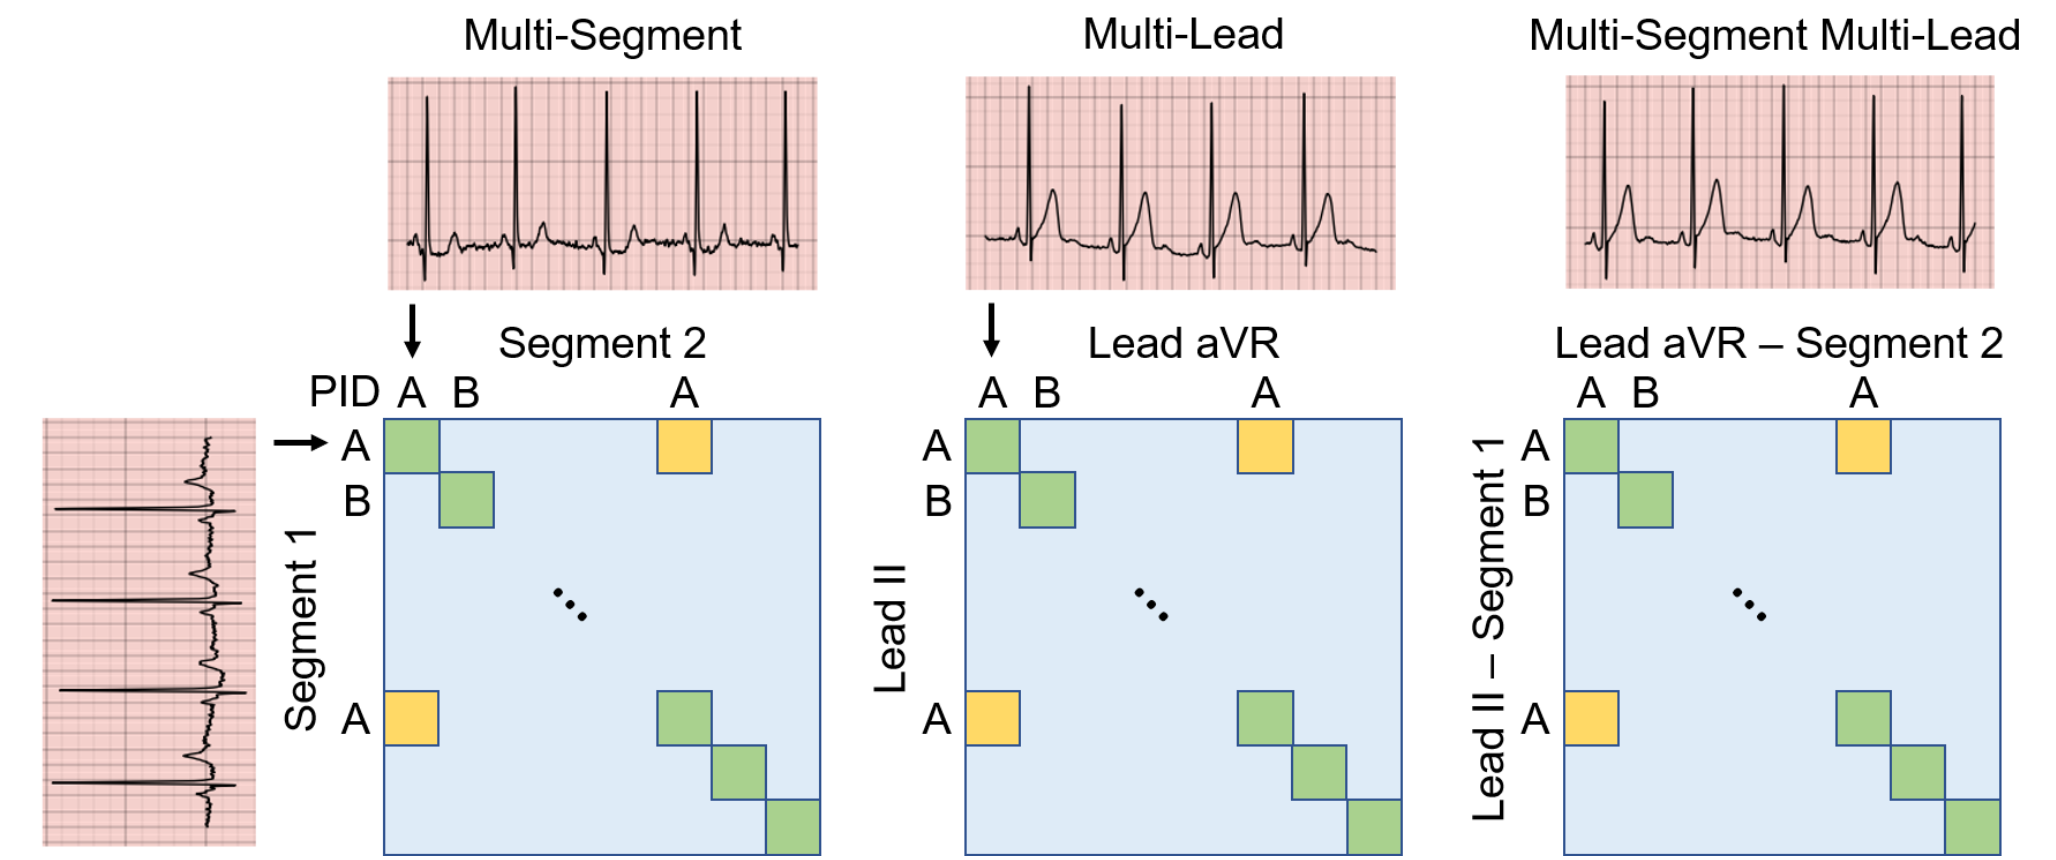 Multi-Segment
Multi-Lead
Multi-Segment Multi-Lead
Segment 2
Lead aVR
Lead aVR – Segment 2
PID A B A
A B A
A B A
Segment 1
A
B
A
Lead II
A
B
A
Lead II – Segment 1
A
B
A